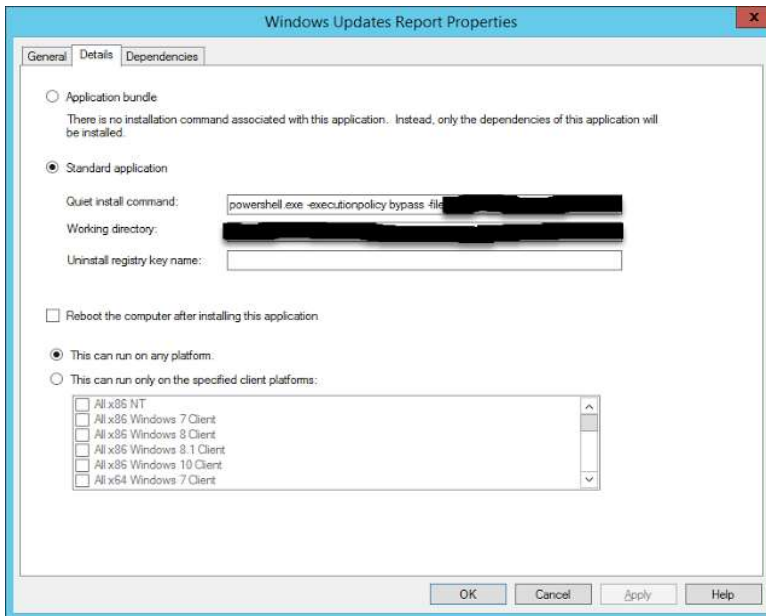 Windows Updates Report Properties
x
General Details Dependencies
Application bundle
There is no installation command associated with this application. Instead, only the dependencies of this application will
be installed.
Standard application
Quiet install command: powershell.exe -executionpolicy bypass -file
Working directory:
Uninstall registry key name:
Reboot the computer after installing this application
This can run on any platform.
This can run only on the specified client platforms:
All x86 NT
All x86 Windows 7 Client
All x86 Windows 8 Client
All x86 Windows 8.1 Client
All x86 Windows 10 Client
All x64 Windows 7 Client
OK Cancel Apply Help